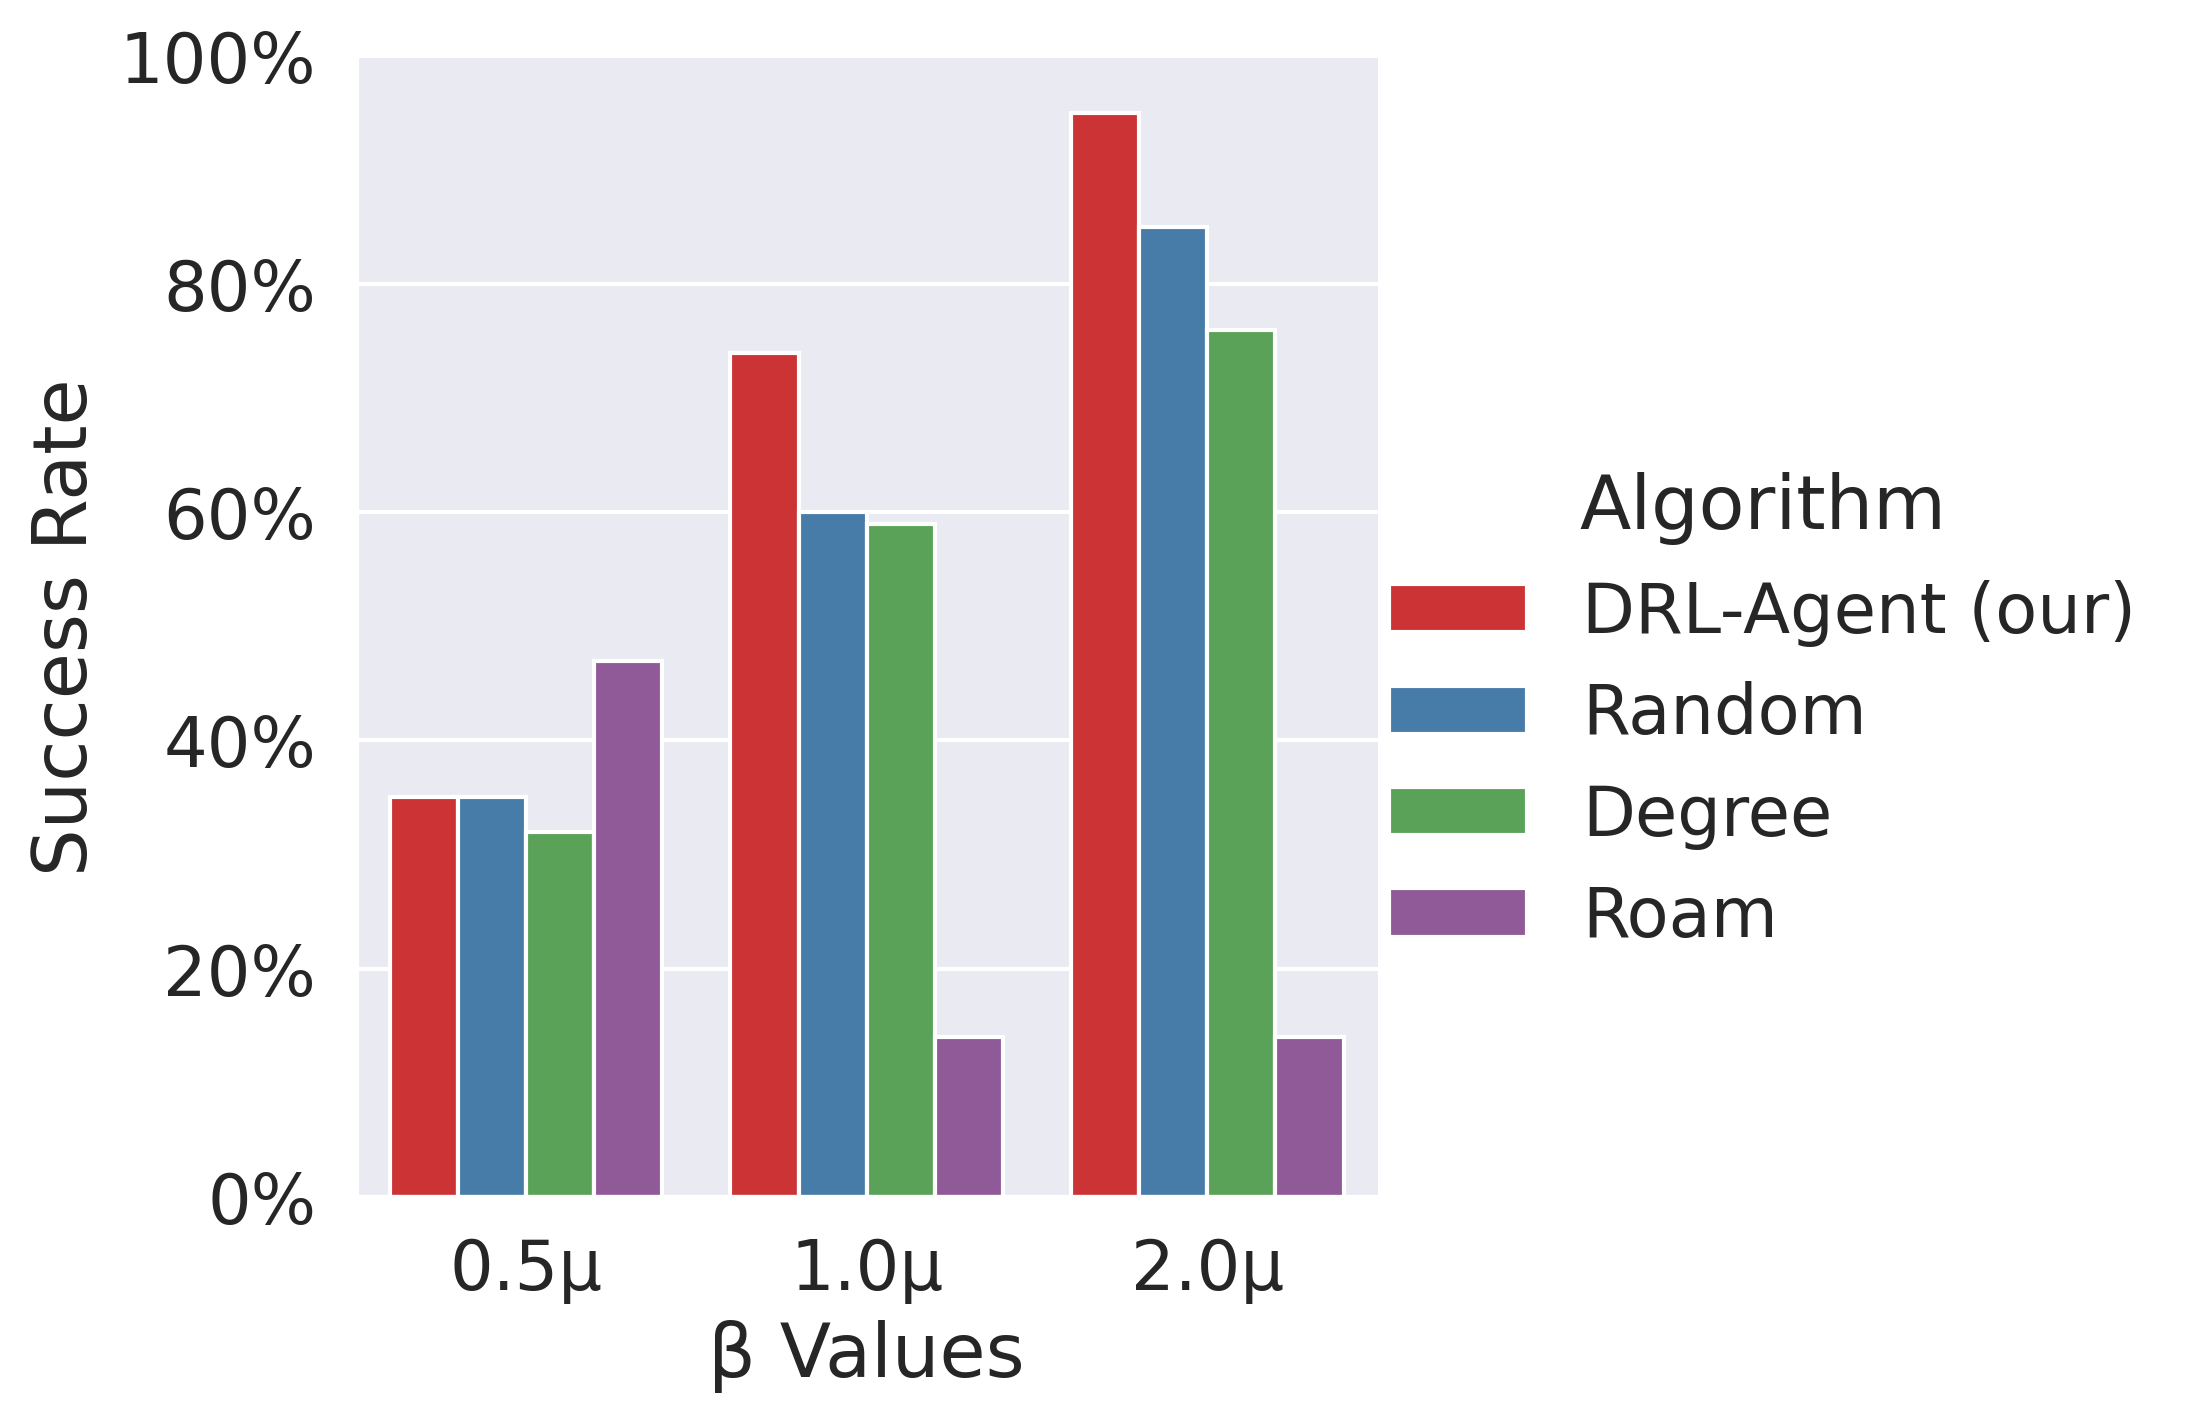 100%
80%
60%
40%
20%
0%
Success Rate
0.5μ 1.0μ 2.0μ
β Values
Algorithm
DRL-Agent (our)
Random
Degree
Roam